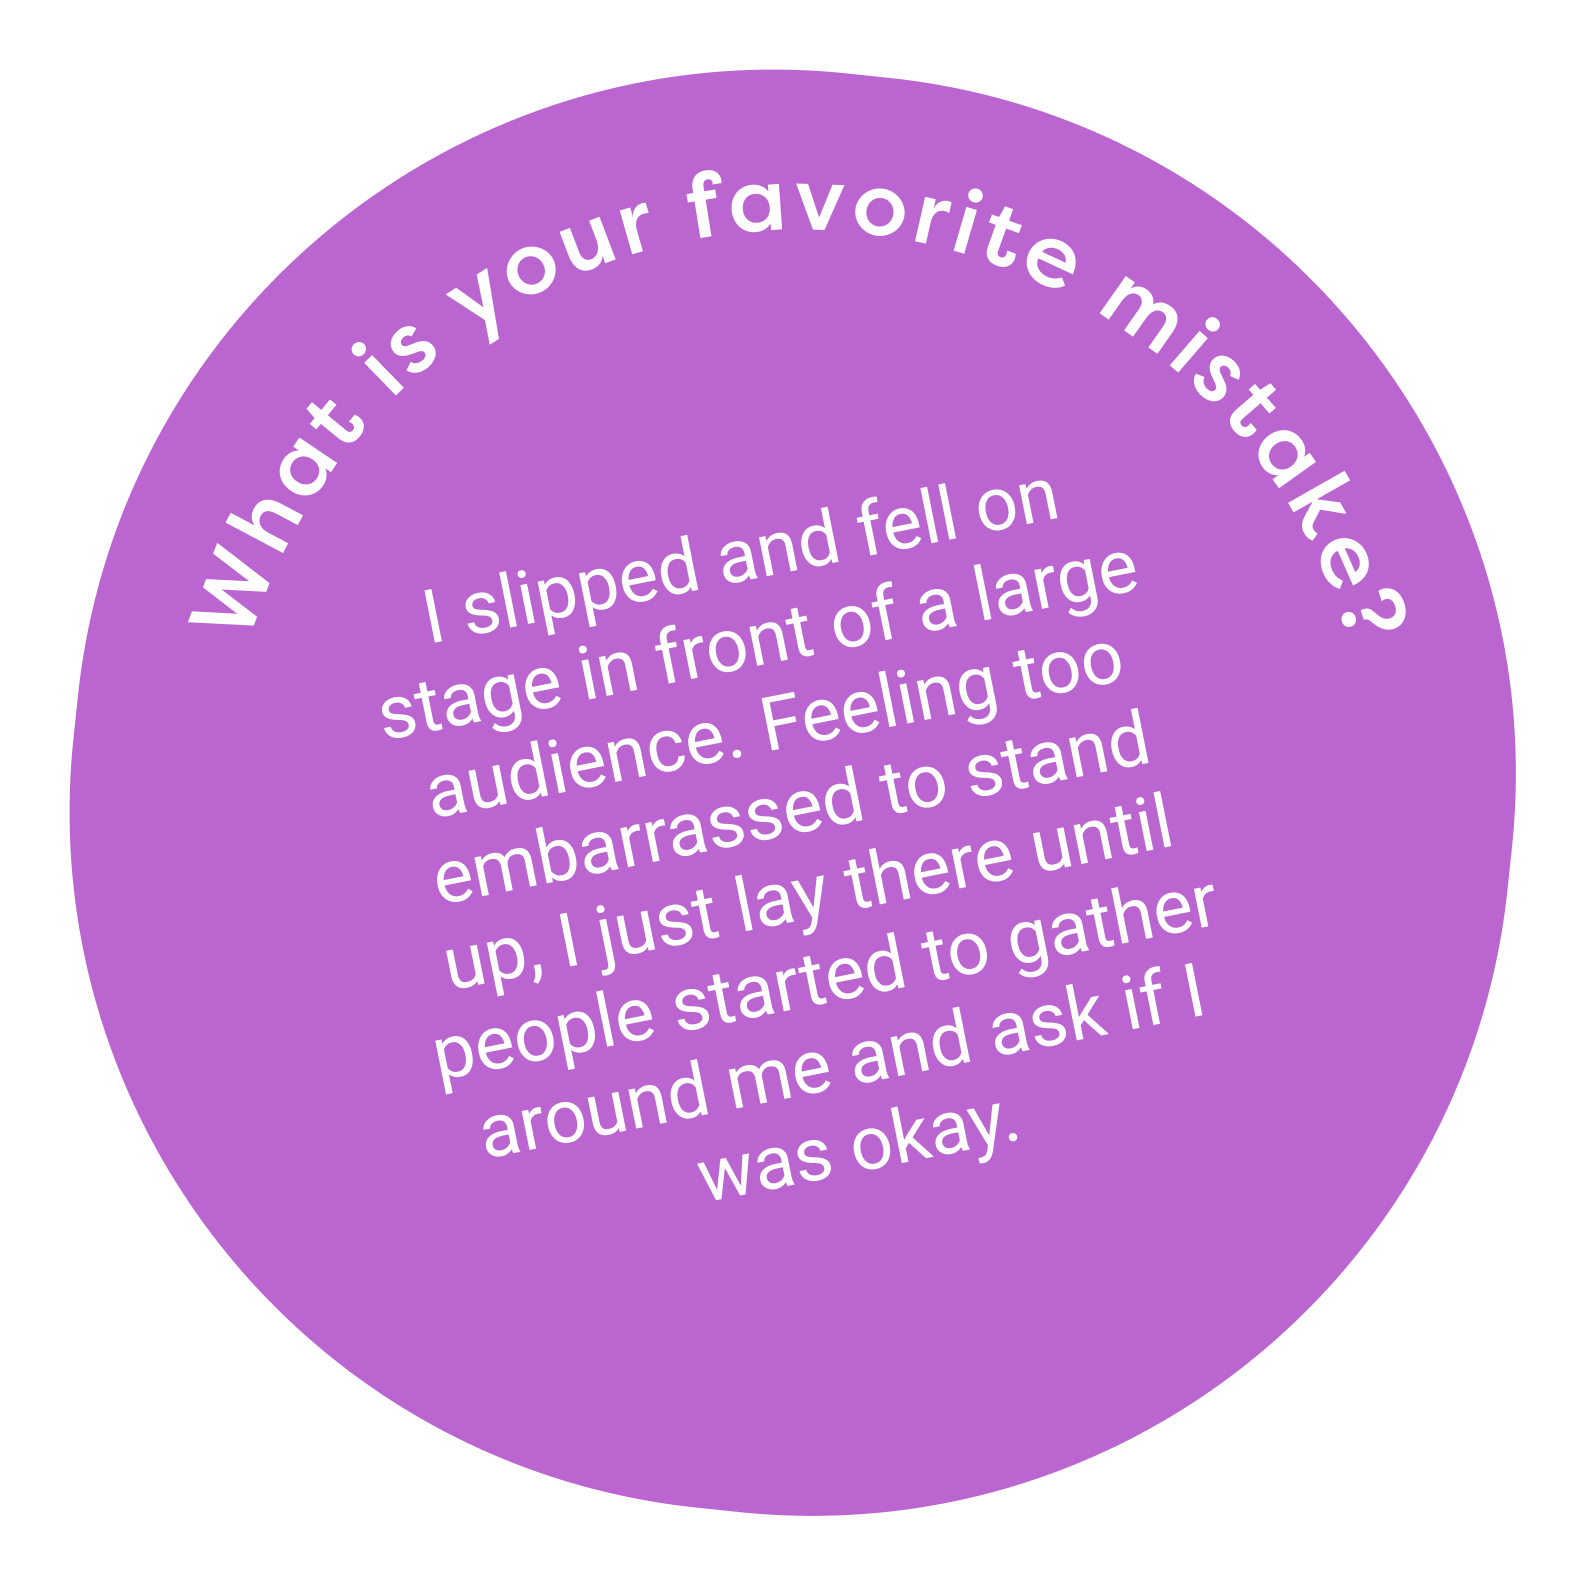 What is your favorite mistake?
I slipped and fell on
stage in front of a large
audience. Feeling too
embarrassed to stand
up, I just lay there until
people started to gather
around me and ask if I
was okay.